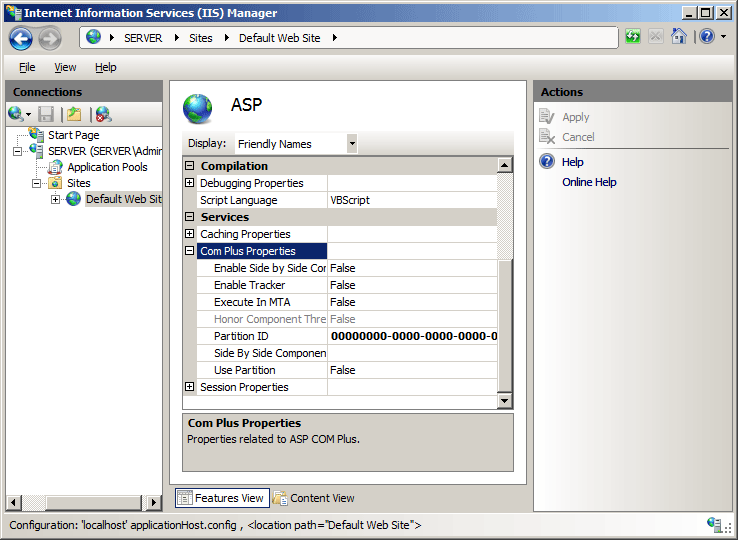 Internet Information Services (IIS) Manager
SERVER Sites Default Web Site
File View Help
Connections
Start Page
SERVER (SERVER\Admir
Application Pools
Sites
Default Web Sit
ASP
Display: Friendly Names
Compilation
Debugging Properties
Script Language VBScript
Services
Caching Properties
Com Plus Properties
Enable Side by Side Cor False
Enable Tracker False
Execute In MTA False
Honor Component Thre False
Partition ID 00000000-0000-0000-0000-0
Side By Side Componen
Use Partition False
Session Properties
Com Plus Properties
Properties related to ASP COM Plus.
Features View Content View
Actions
Apply
Cancel
Help
Online Help
Configuration: 'localhost' applicationHost.config , <location path="Default Web Site">